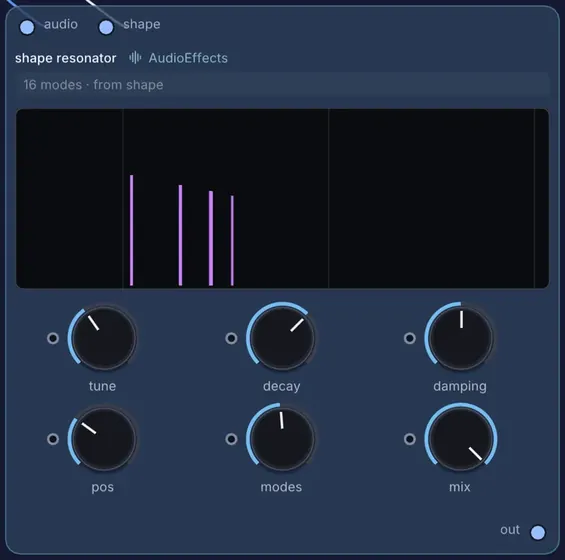 audio shape
shape resonator AudioEffects
16 modes · from shape
tune decay damping
pos modes mix
out